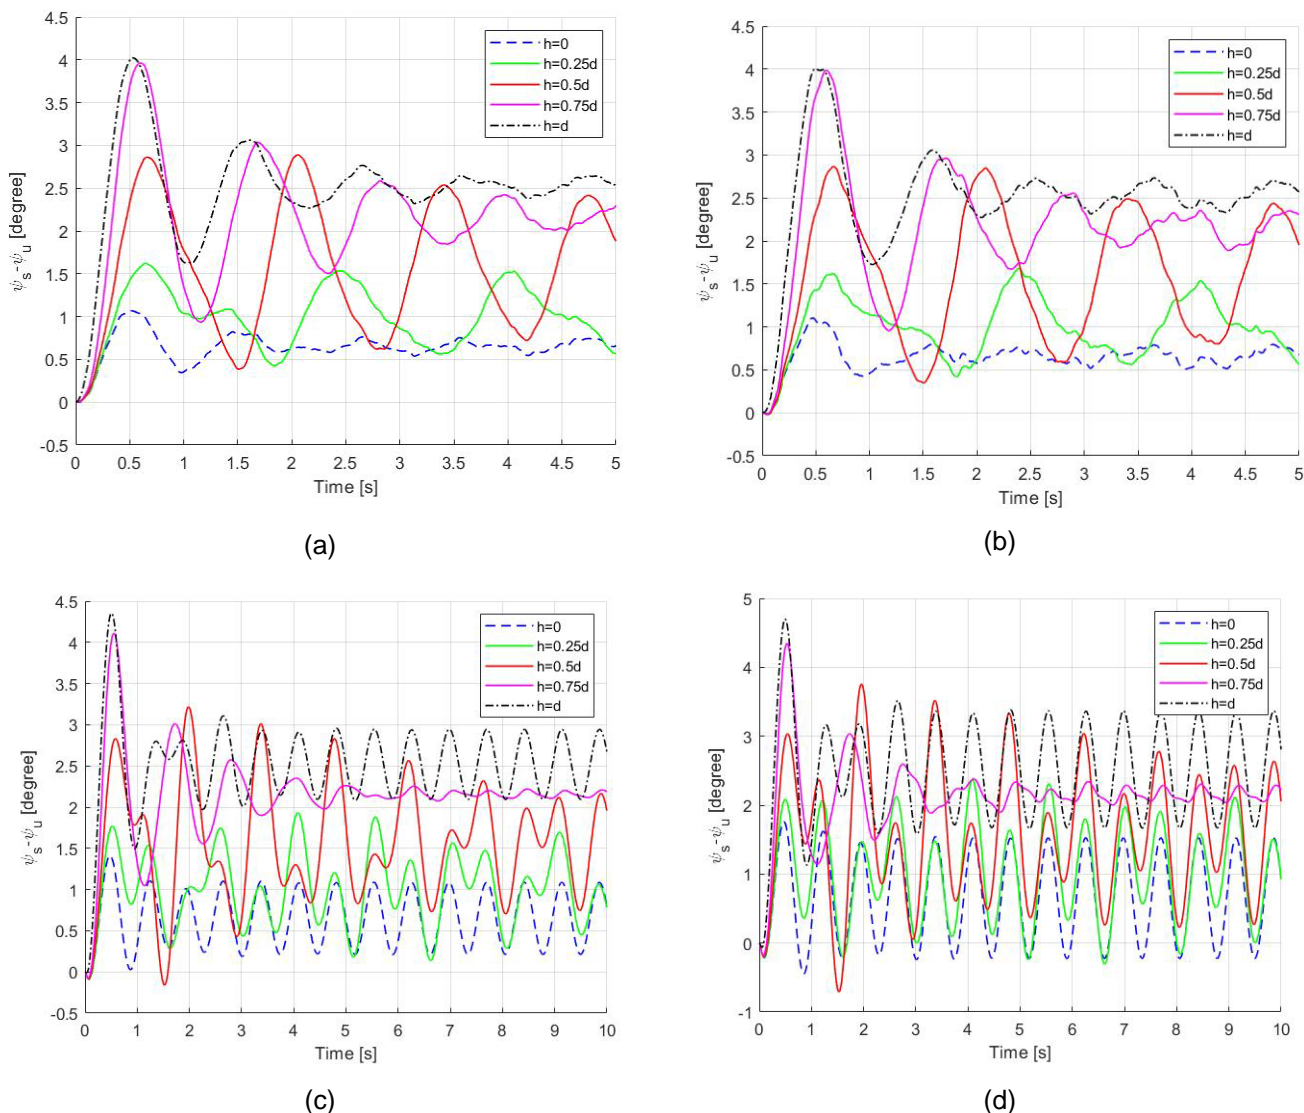 4.5
4
3.5
3
2.5
2
1.5
1
0.5
0
-0.5
ψs-ψu [degree]
h=0
h=0.25d
h=0.5d
h=0.75d
h=d
0 0.5 1 1.5 2 2.5 3 3.5 4 4.5 5
Time [s]
(a)
4.5
4
3.5
3
2.5
2
1.5
1
0.5
0
-0.5
ψs-ψu [degree]
h=0
h=0.25d
h=0.5d
h=0.75d
h=d
0 0.5 1 1.5 2 2.5 3 3.5 4 4.5 5
Time [s]
(b)
4.5
4
3.5
3
2.5
2
1.5
1
0.5
0
-0.5
ψs-ψu [degree]
h=0
h=0.25d
h=0.5d
h=0.75d
h=d
0 1 2 3 4 5 6 7 8 9 10
Time [s]
(c)
5
4
3
2
1
0
-1
ψs-ψu [degree]
h=0
h=0.25d
h=0.5d
h=0.75d
h=d
0 1 2 3 4 5 6 7 8 9 10
Time [s]
(d)